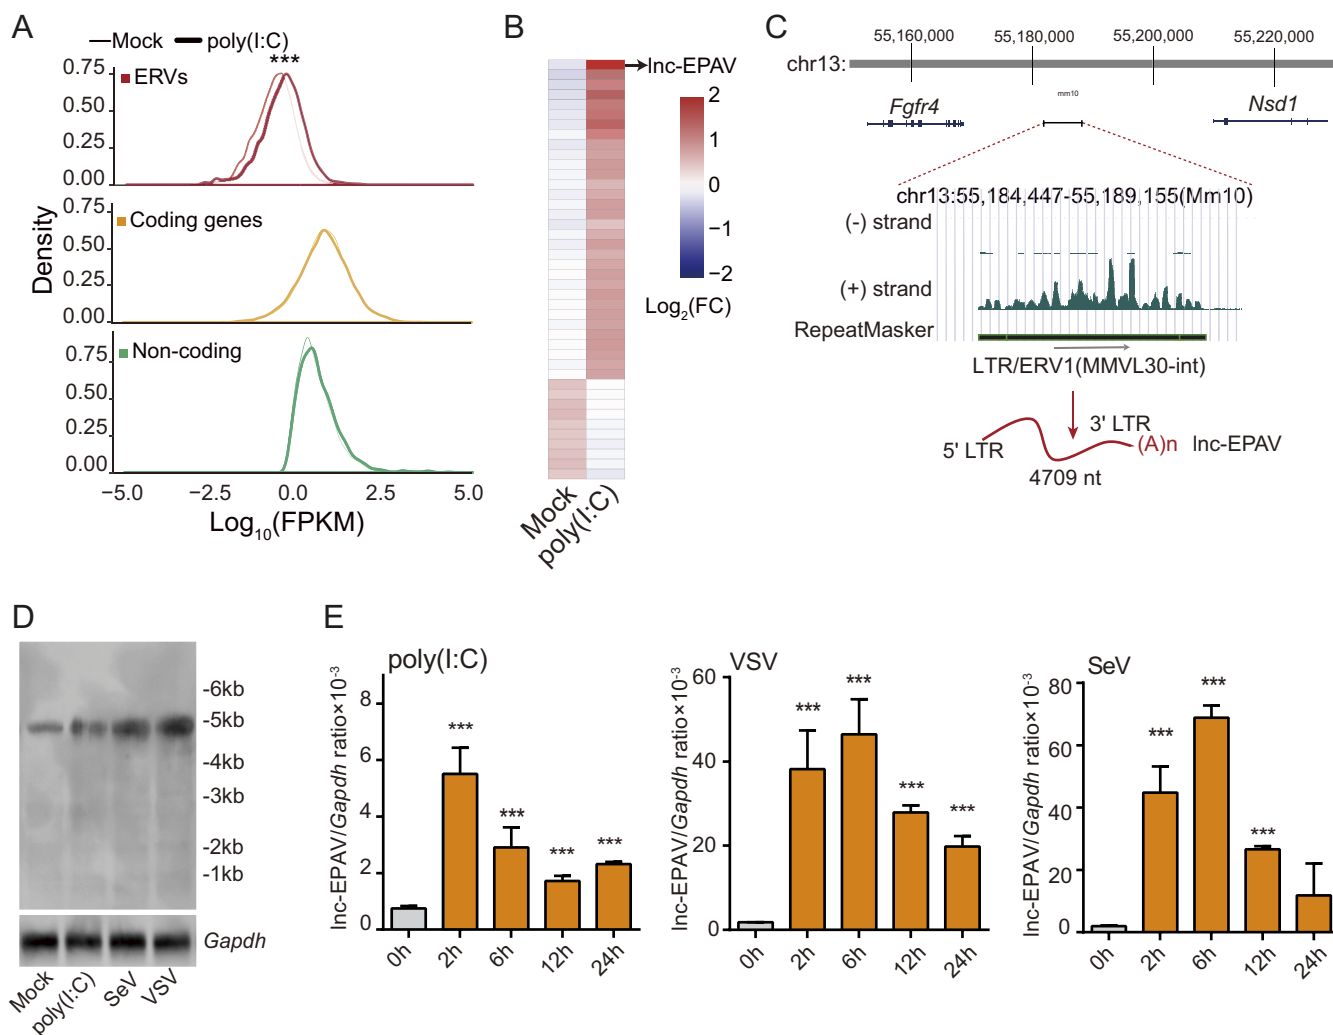 A
Mock poly(I:C)
***
ERVs
0.75
0.50
0.25
0.00
Coding genes
0.75
0.50
0.25
0.00
Non-coding
0.75
0.50
0.25
0.00
Density
−5.0 −2.5 0.0 2.5 5.0
Log10(FPKM)
B
lnc-EPAV
2
1
0
−1
−2
Log2(FC)
Mock
poly(I:C)
C
55,160,000 55,180,000 55,200,000 55,220,000
chr13:
mm10
Fgfr4
Nsd1
chr13:55,184,447-55,189,155(Mm10)
(-) strand
(+) strand
RepeatMasker
LTR/ERV1(MMVL30-int)
5' LTR
3' LTR
(A)n lnc-EPAV
4709 nt
D
-6kb
-5kb
-4kb
-3kb
-2kb
-1kb
Gapdh
Mock
poly(I:C)
SeV
VSV
E
poly(I:C)
lnc-EPAV/Gapdh ratio×10-3
8
6
4
2
0
*** *** *** ***
0h 2h 6h 12h 24h
VSV
lnc-EPAV/Gapdh ratio×10-3
60
40
20
0
*** *** *** ***
0h 2h 6h 12h 24h
SeV
lnc-EPAV/Gapdh ratio×10-3
80
60
40
20
0
*** *** ***
0h 2h 6h 12h 24h